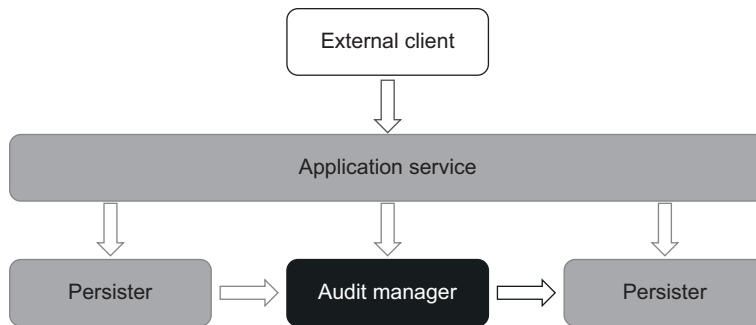 External client
Application service
Persister
Audit manager
Persister